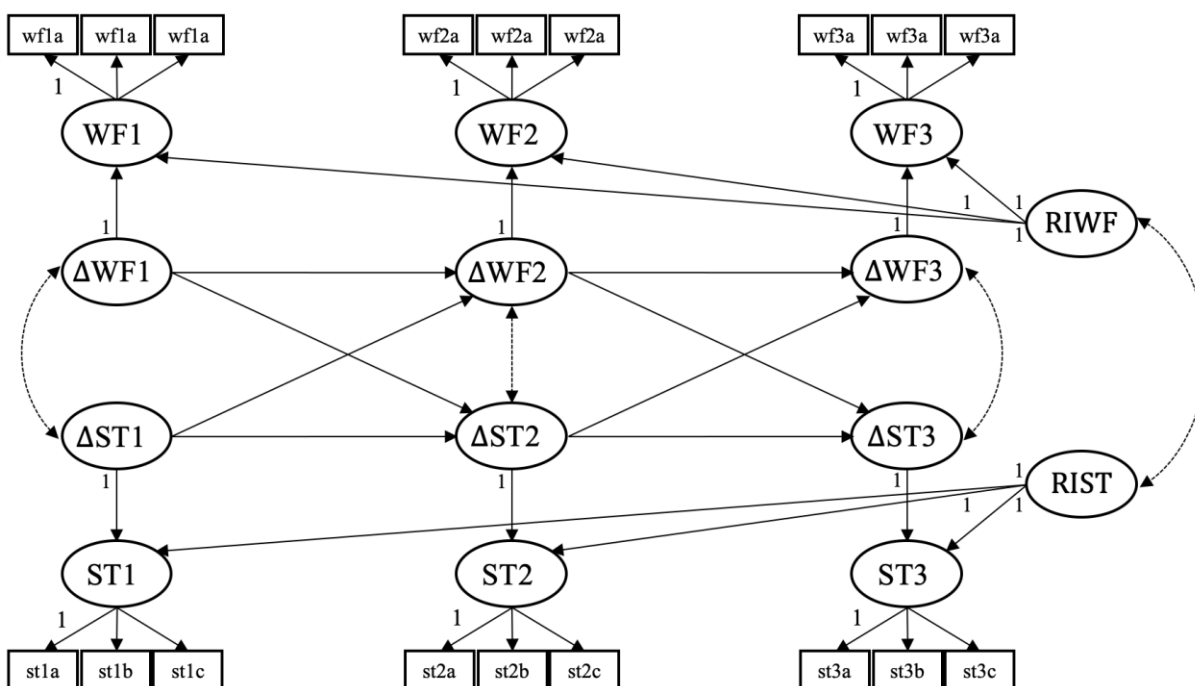 wf1a wf1a wf1a wf2a wf2a wf2a wf3a wf3a wf3a
1 1 1
WF1 WF2 WF3
1 1
1 1 1 1 RIWF
ΔWF1 ΔWF2 ΔWF3
ΔST1 ΔST2 ΔST3
1 1 1 1 RIST
1 1
ST1 ST2 ST3
1 1 1
st1a st1b st1c st2a st2b st2c st3a st3b st3c